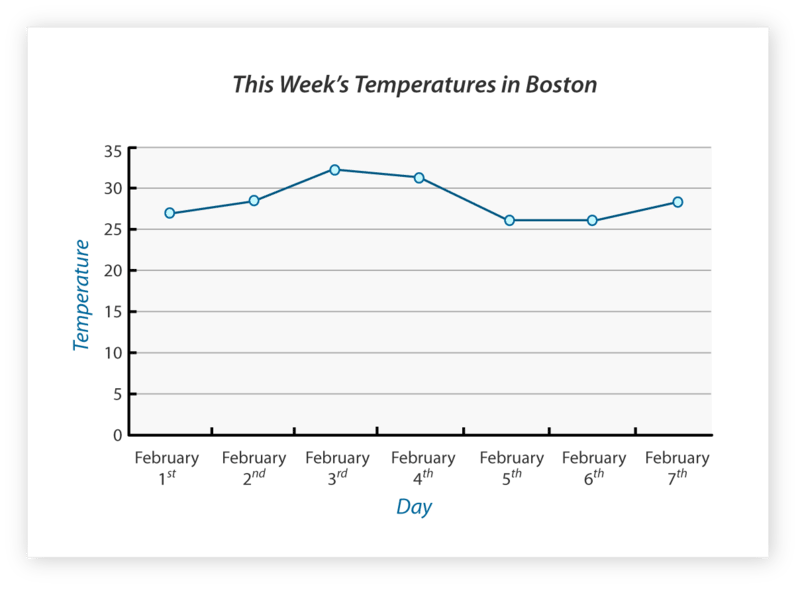 This Week's Temperatures in Boston
35
30
25
20
15
10
5
0
Temperature
February 1st
February 2nd
February 3rd
February 4th
February 5th
February 6th
February 7th
Day